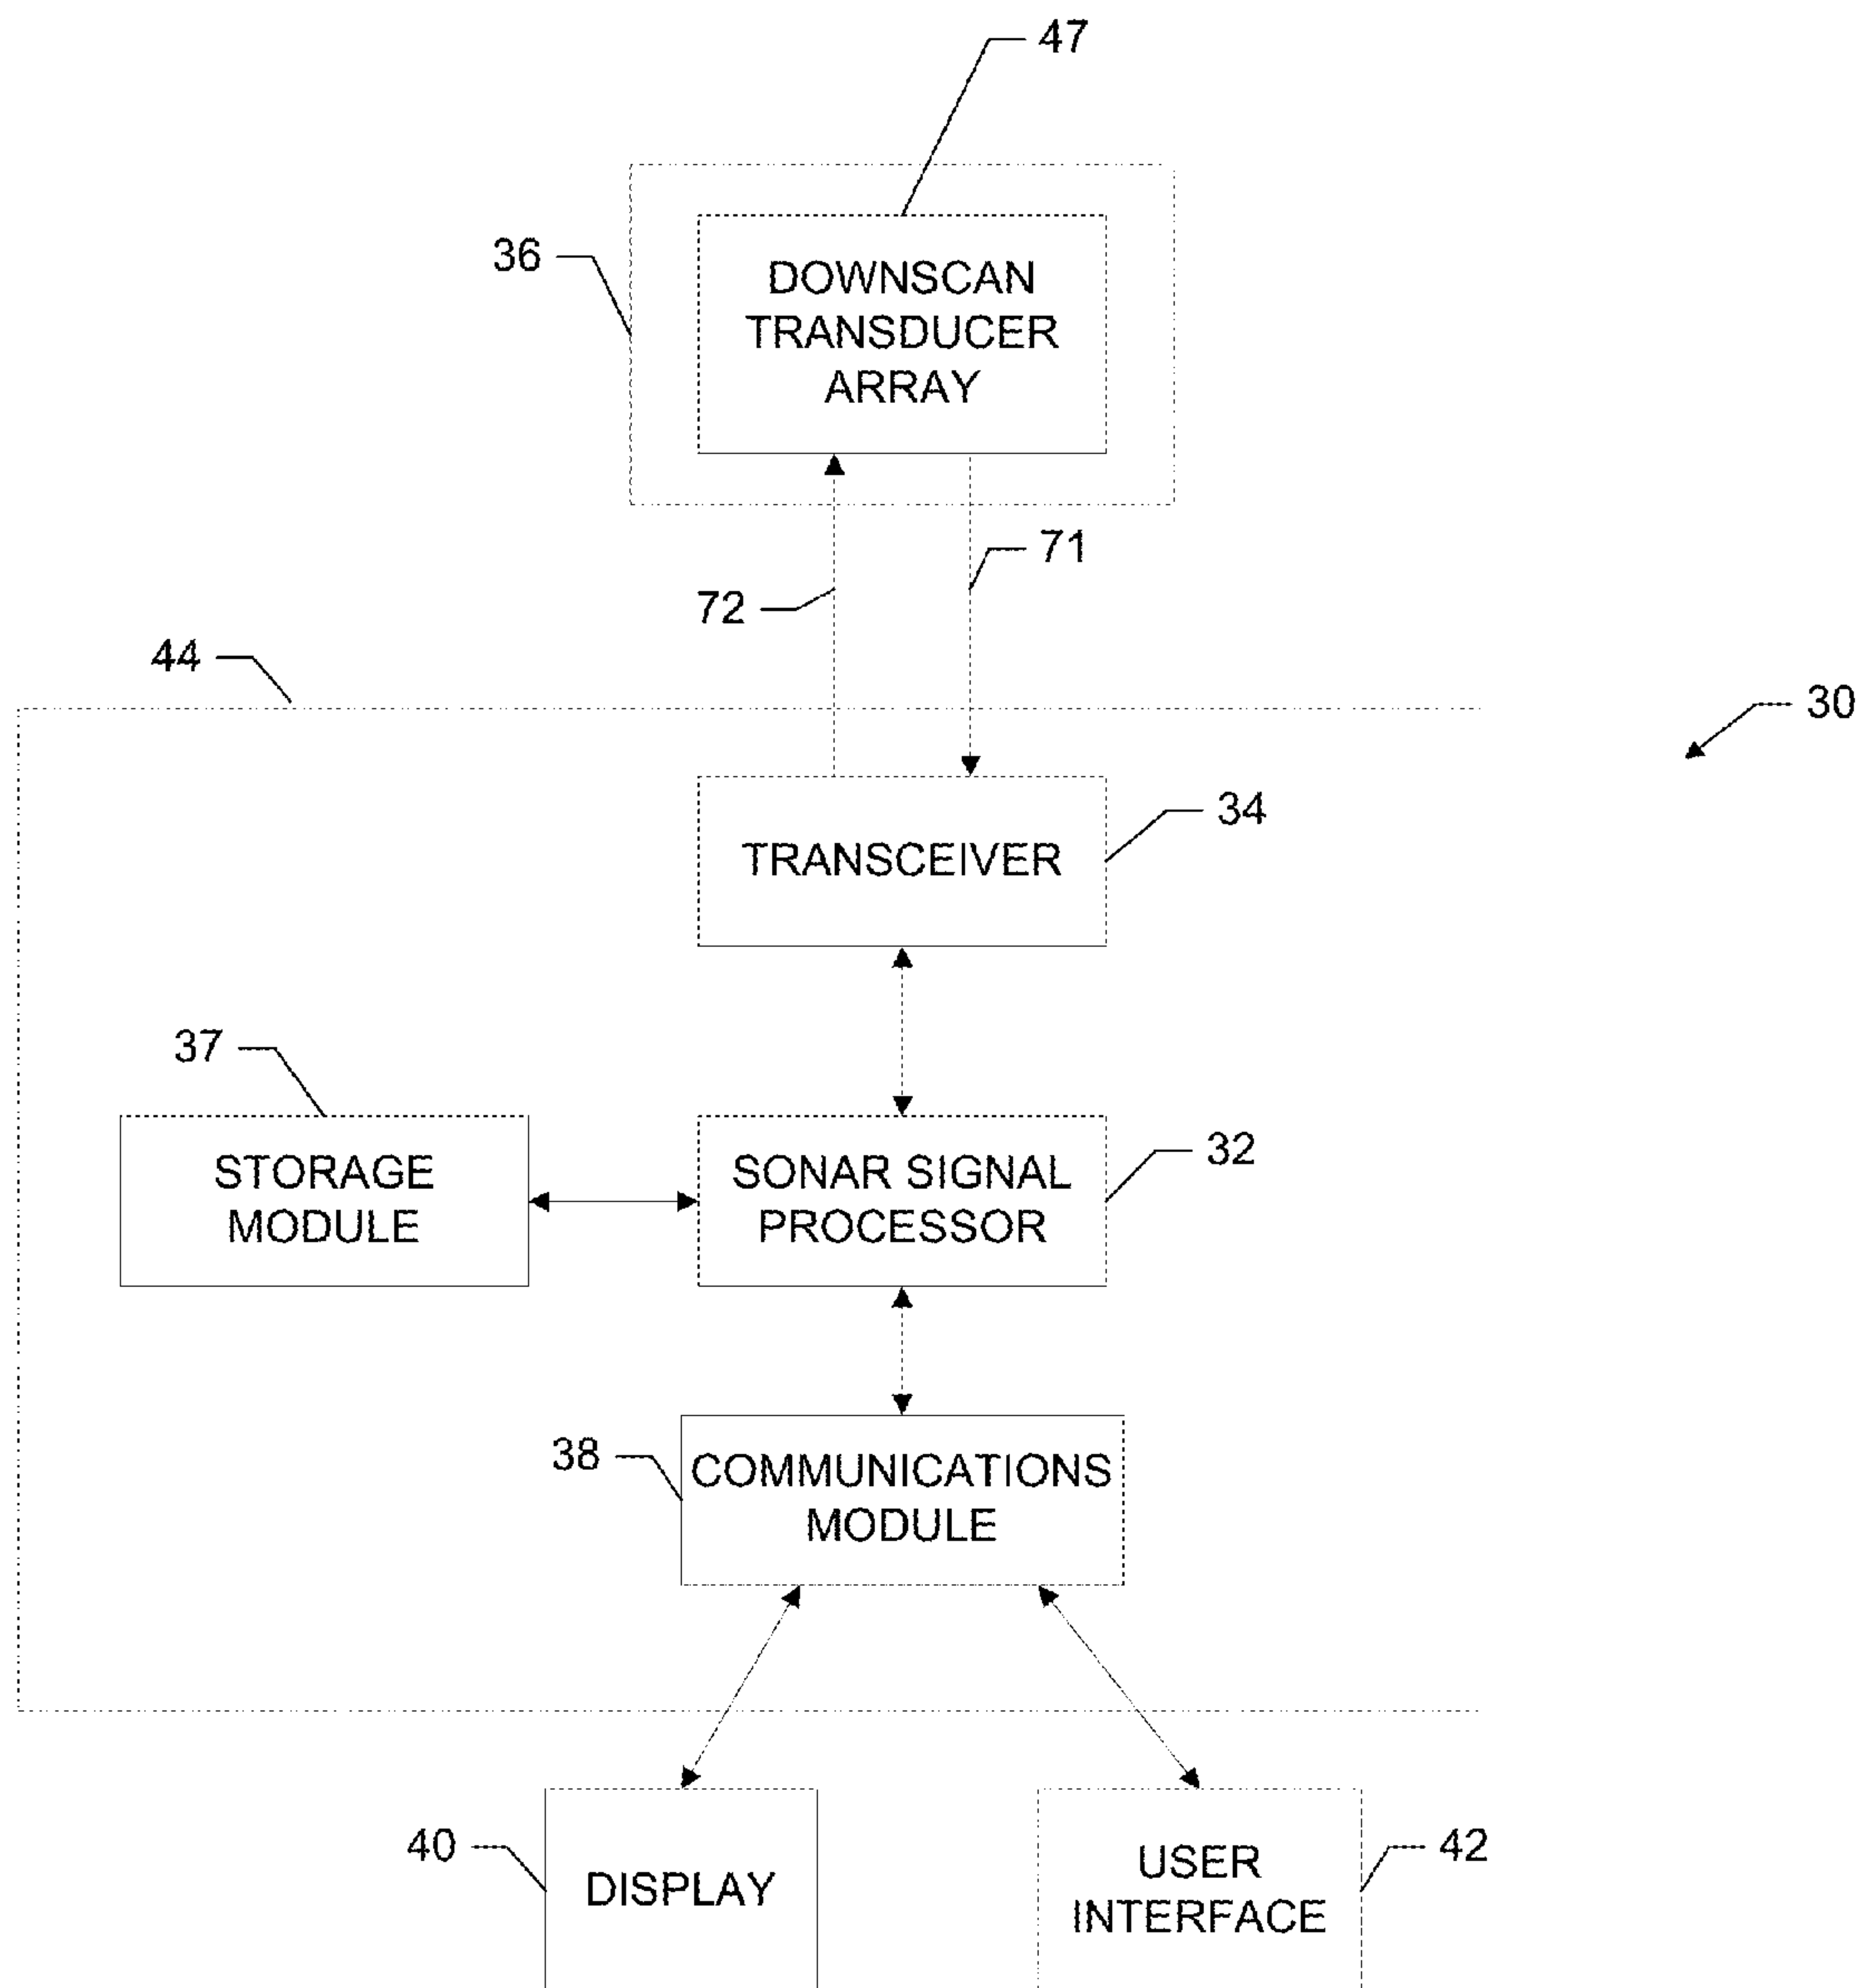 47
36
DOWNSCAN
TRANSDUCER
ARRAY
71
72
44
30
34
TRANSCEIVER
37
32
STORAGE
MODULE
SONAR SIGNAL
PROCESSOR
38
COMMUNICATIONS
MODULE
40
DISPLAY
USER
INTERFACE
42